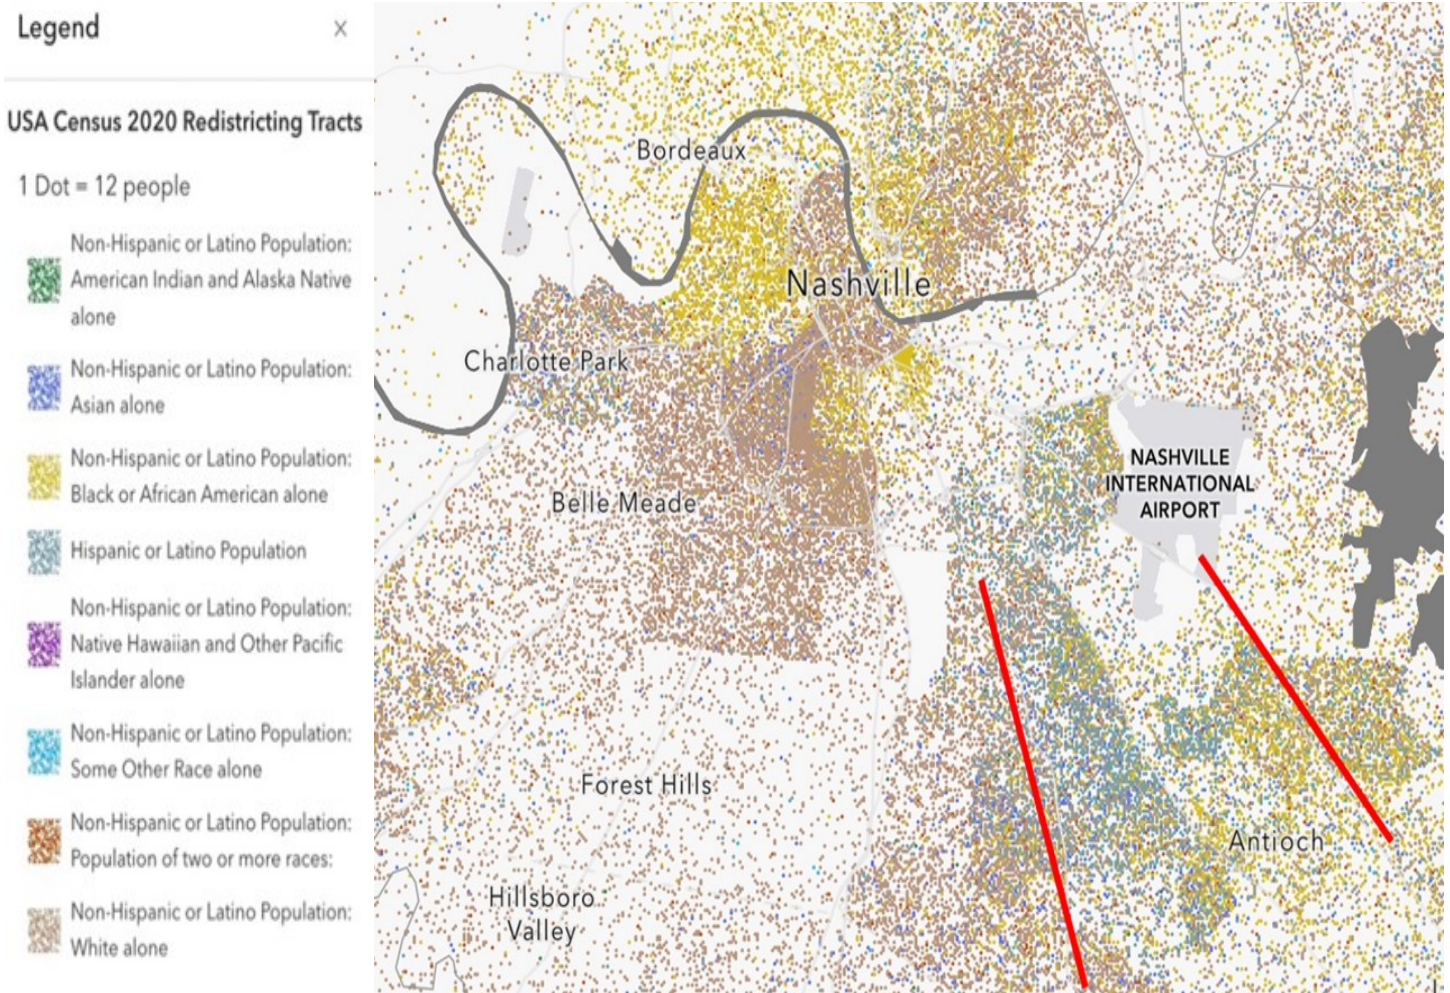 Legend
×
USA Census 2020 Redistricting Tracts
1 Dot = 12 people
Non-Hispanic or Latino Population:
American Indian and Alaska Native
alone
Non-Hispanic or Latino Population:
Asian alone
Non-Hispanic or Latino Population:
Black or African American alone
Hispanic or Latino Population
Non-Hispanic or Latino Population:
Native Hawaiian and Other Pacific
Islander alone
Non-Hispanic or Latino Population:
Some Other Race alone
Non-Hispanic or Latino Population:
Population of two or more races:
Non-Hispanic or Latino Population:
White alone
Bordeaux
Nashville
Charlotte Park
NASHVILLE
INTERNATIONAL
AIRPORT
Belle Meade
Forest Hills
Antioch
Hillsboro
Valley